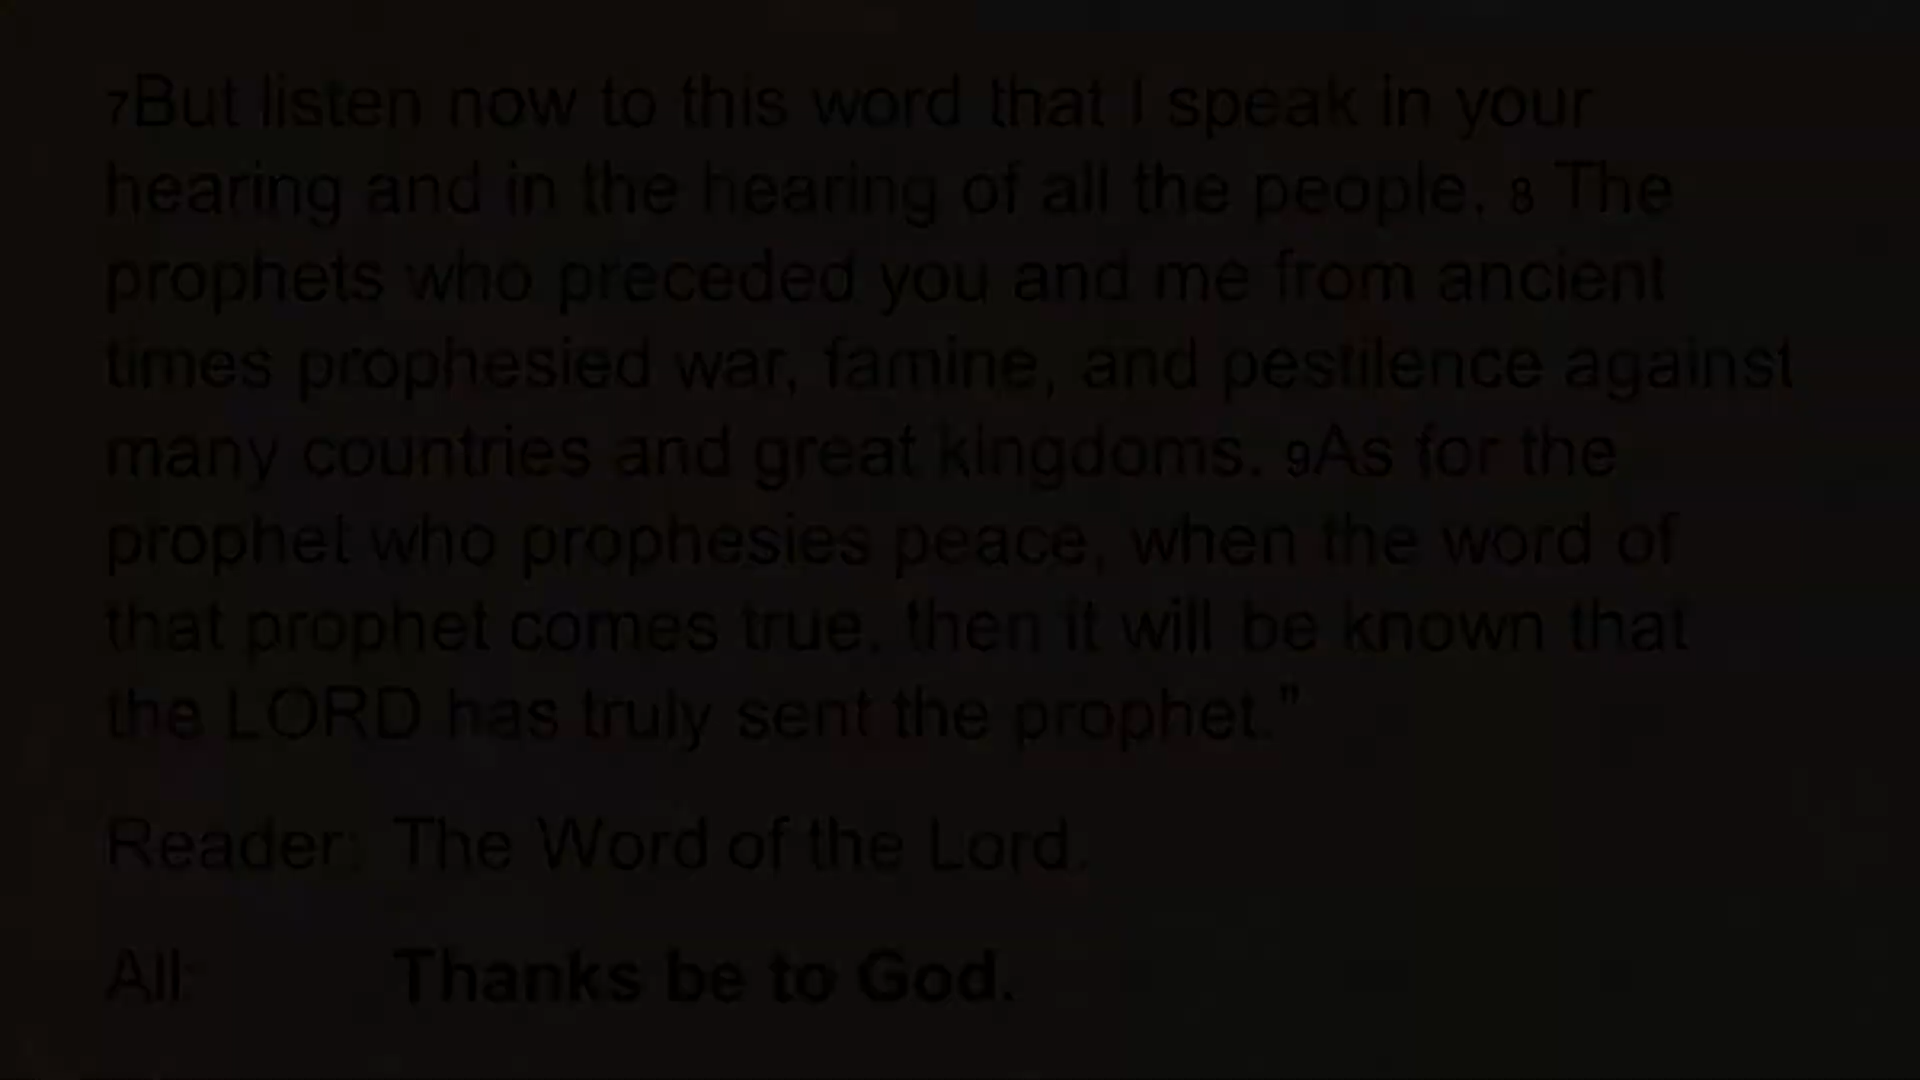 7But listen now to this word that I speak in your
hearing and in the hearing of all the people. 8 The
prophets who preceded you and me from ancient
times prophesied war, famine, and pestilence against
many countries and great kingdoms. 9As for the
prophet who prophesies peace, when the word of
that prophet comes true, then it will be known that
the LORD has truly sent the prophet."
Reader: The Word of the Lord.
All: Thanks be to God.